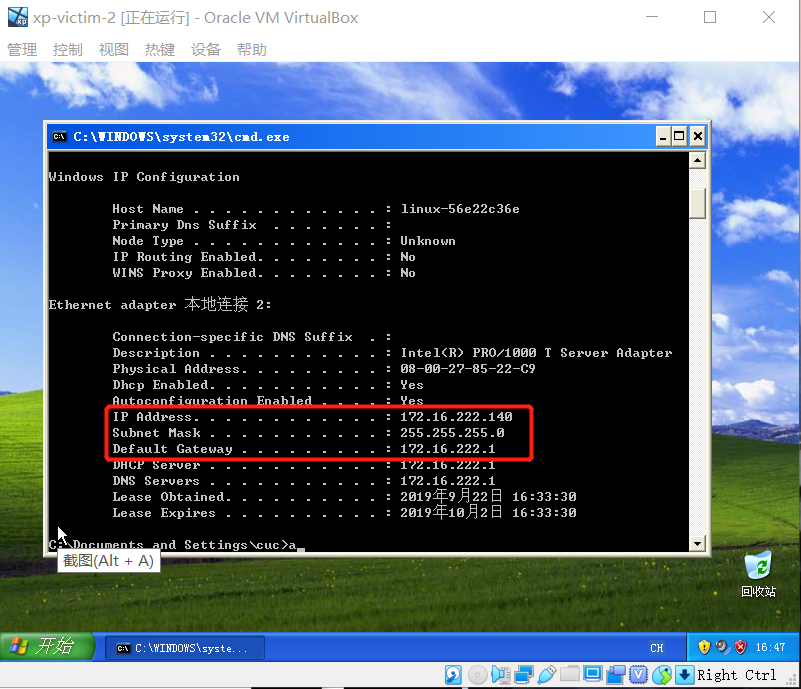 xp-victim-2 [正在运行] - Oracle VM VirtualBox
管理 控制 视图 热键 设备 帮助
C:\WINDOWS\system32\cmd.exe
Windows IP Configuration
Host Name . . . . . . . . . . . . : linux-56e22c36e
Primary Dns Suffix . . . . . . . :
Node Type . . . . . . . . . . . . : Unknown
IP Routing Enabled. . . . . . . . : No
WINS Proxy Enabled. . . . . . . . : No
Ethernet adapter 本地连接 2:
Connection-specific DNS Suffix . :
Description . . . . . . . . . . . : Intel(R) PRO/1000 T Server Adapter
Physical Address. . . . . . . . . : 08-00-27-85-22-C9
Dhcp Enabled. . . . . . . . . . . : Yes
Autoconfiguration Enabled . . . . : Yes
IP Address. . . . . . . . . . . . : 172.16.222.140
Subnet Mask . . . . . . . . . . . : 255.255.255.0
Default Gateway . . . . . . . . . : 172.16.222.1
DHCP Server . . . . . . . . . . . : 172.16.222.1
DNS Servers . . . . . . . . . . . : 172.16.222.1
Lease Obtained. . . . . . . . . . : 2019年9月22日 16:33:30
Lease Expires . . . . . . . . . . : 2019年10月2日 16:33:30
C:\Documents and Settings\cuc>a_
截图(Alt + A)
回收站
开始 C:\WINDOWS\syste... CH 16:47
Right Ctrl